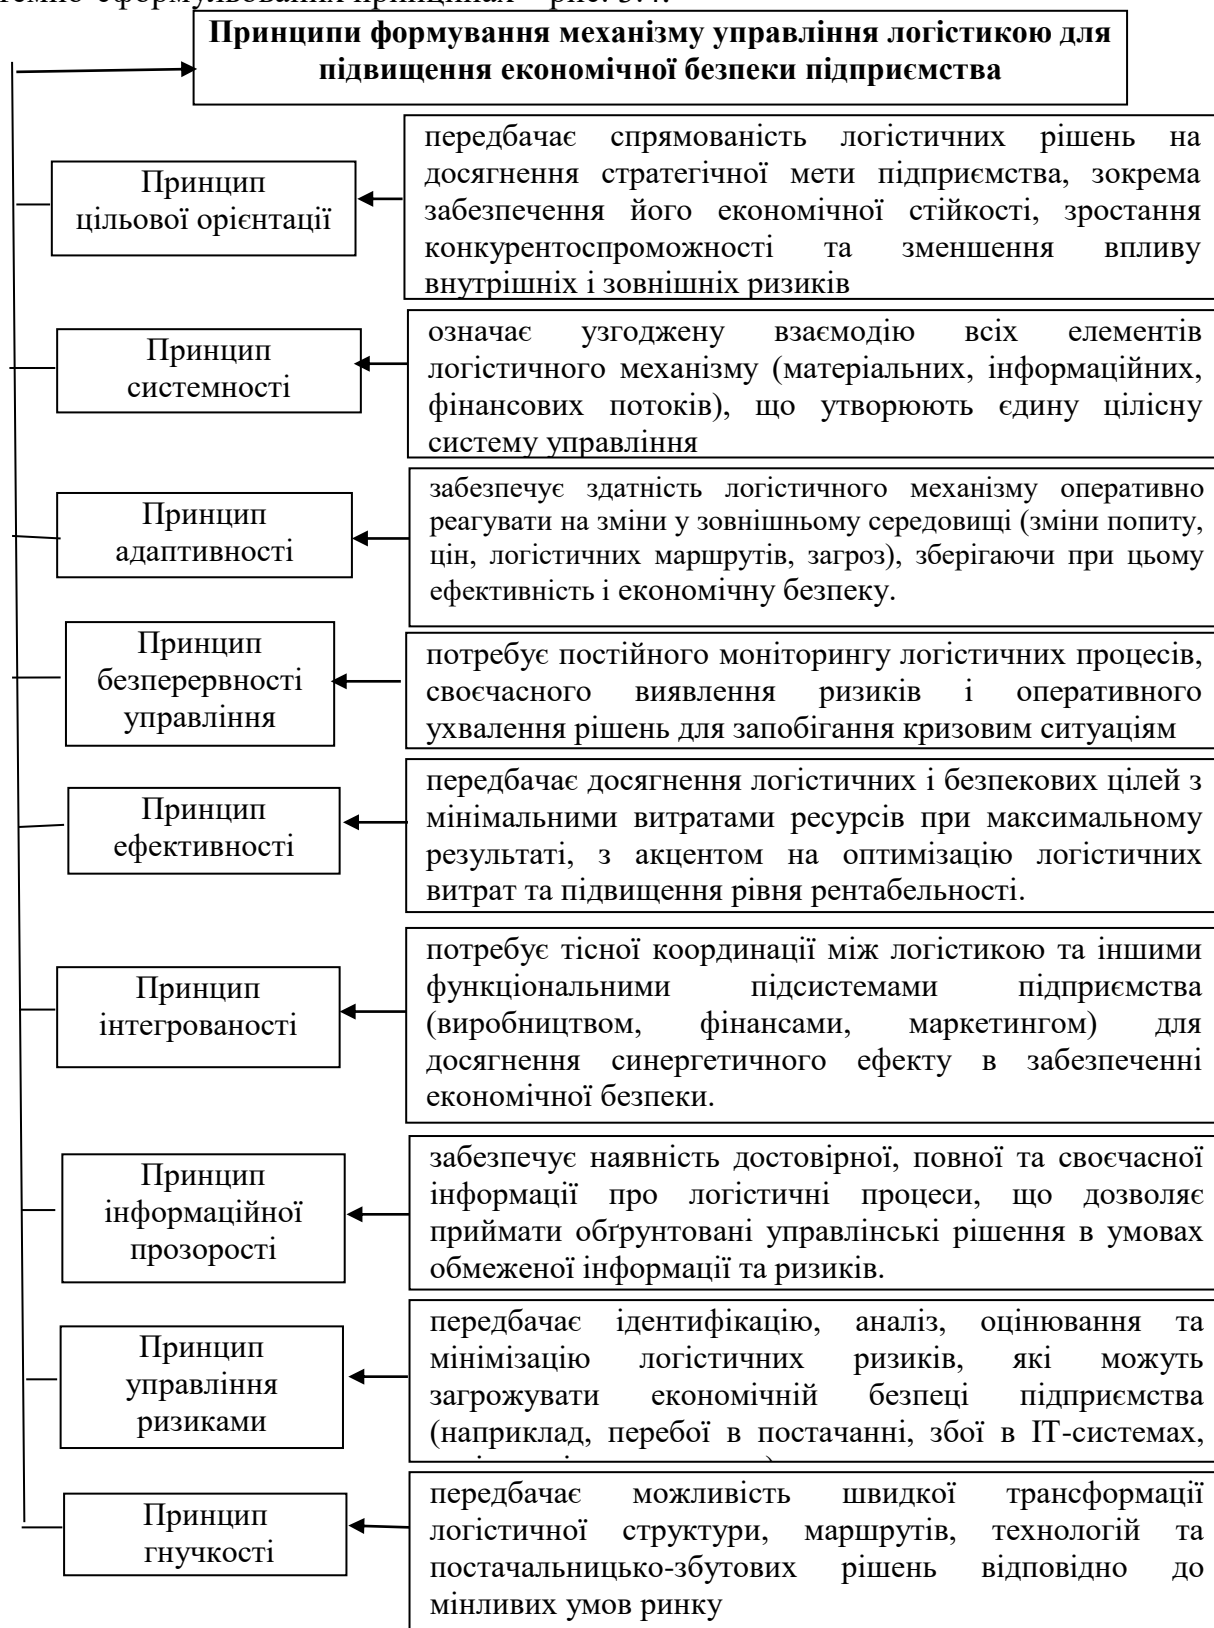 Принципи формування механізму управління логістикою для
підвищення економічної безпеки підприємства
Принцип
цільової орієнтації
передбачає спрямованість логістичних рішень на
досягнення стратегічної мети підприємства, зокрема
забезпечення його економічної стійкості, зростання
конкурентоспроможності та зменшення впливу
внутрішніх і зовнішніх ризиків
Принцип
системності
означає узгоджену взаємодію всіх елементів
логістичного механізму (матеріальних, інформаційних,
фінансових потоків), що утворюють єдину цілісну
систему управління
Принцип
адаптивності
забезпечує здатність логістичного механізму оперативно
реагувати на зміни у зовнішньому середовищі (зміни попиту,
цін, логістичних маршрутів, загроз), зберігаючи при цьому
ефективність і економічну безпеку.
Принцип
безперервності
управління
потребує постійного моніторингу логістичних процесів,
своєчасного виявлення ризиків і оперативного
ухвалення рішень для запобігання кризовим ситуаціям
Принцип
ефективності
передбачає досягнення логістичних і безпекових цілей з
мінімальними витратами ресурсів при максимальному
результаті, з акцентом на оптимізацію логістичних
витрат та підвищення рівня рентабельності.
Принцип
інтегрованості
потребує тісної координації між логістикою та іншими
функціональними підсистемами підприємства
(виробництвом, фінансами, маркетингом) для
досягнення синергетичного ефекту в забезпеченні
економічної безпеки.
Принцип
інформаційної
прозорості
забезпечує наявність достовірної, повної та своєчасної
інформації про логістичні процеси, що дозволяє
приймати обґрунтовані управлінські рішення в умовах
обмеженої інформації та ризиків.
Принцип
управління
ризиками
передбачає ідентифікацію, аналіз, оцінювання та
мінімізацію логістичних ризиків, які можуть
загрожувати економічній безпеці підприємства
(наприклад, перебої в постачанні, збої в ІТ-системах,
Принцип
гнучкості
передбачає можливість швидкої трансформації
логістичної структури, маршрутів, технологій та
постачальницько-збутових рішень відповідно до
мінливих умов ринку